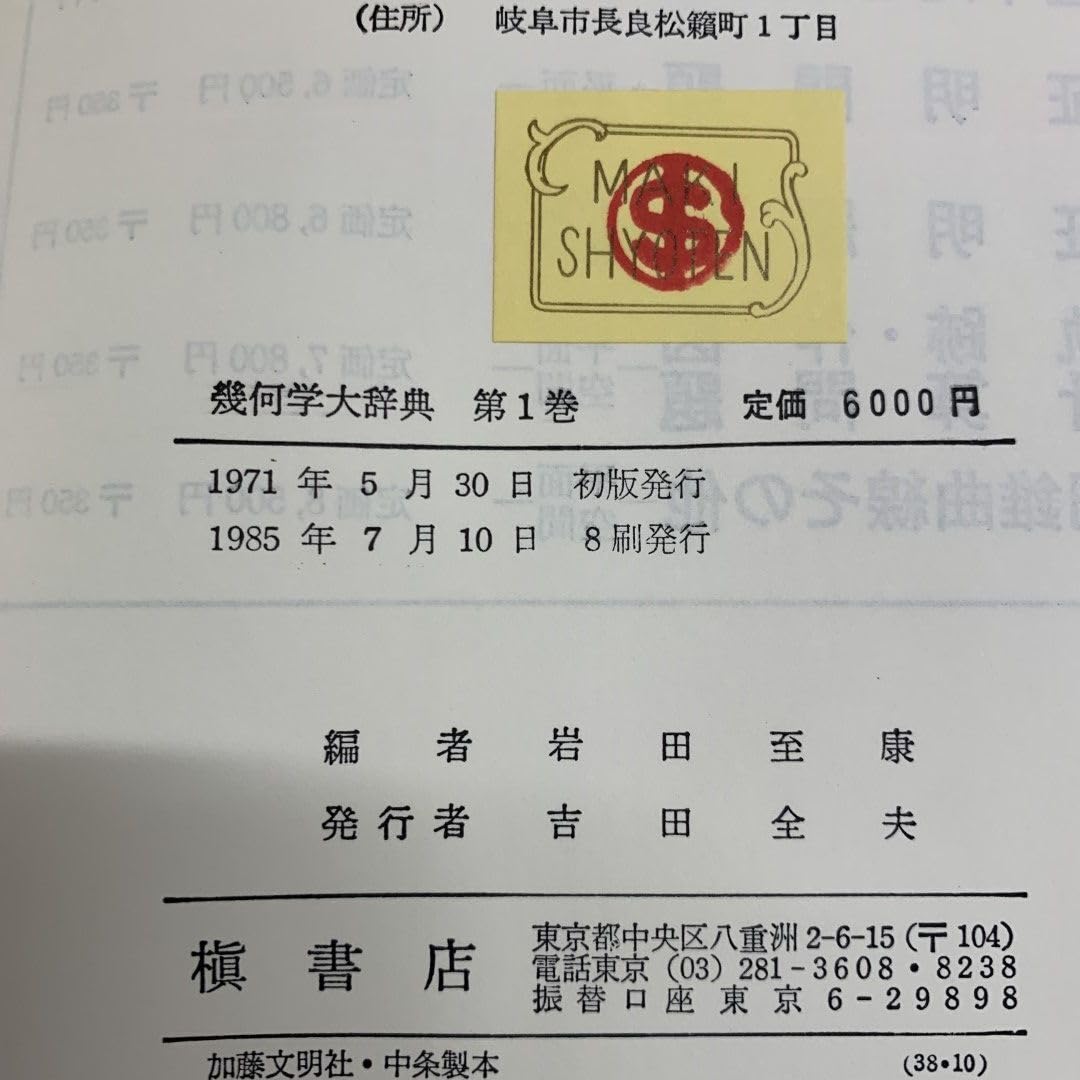 (住所) 岐阜市長良松籟町1丁目
MAKI
SHYOTEN
幾何学大辞典 第1巻 定価 6000円
1971 年 5 月 30 日 初版発行
1985 年 7 月 10 日 8刷発行
編者 岩田至康
発行者 吉田全夫
槇書店
東京都中央区八重洲 2-6-15 (〒104)
電話東京 (03) 281-3608・8238
振替口座東京 6-29898
加藤文明社・中条製本 (38・10)